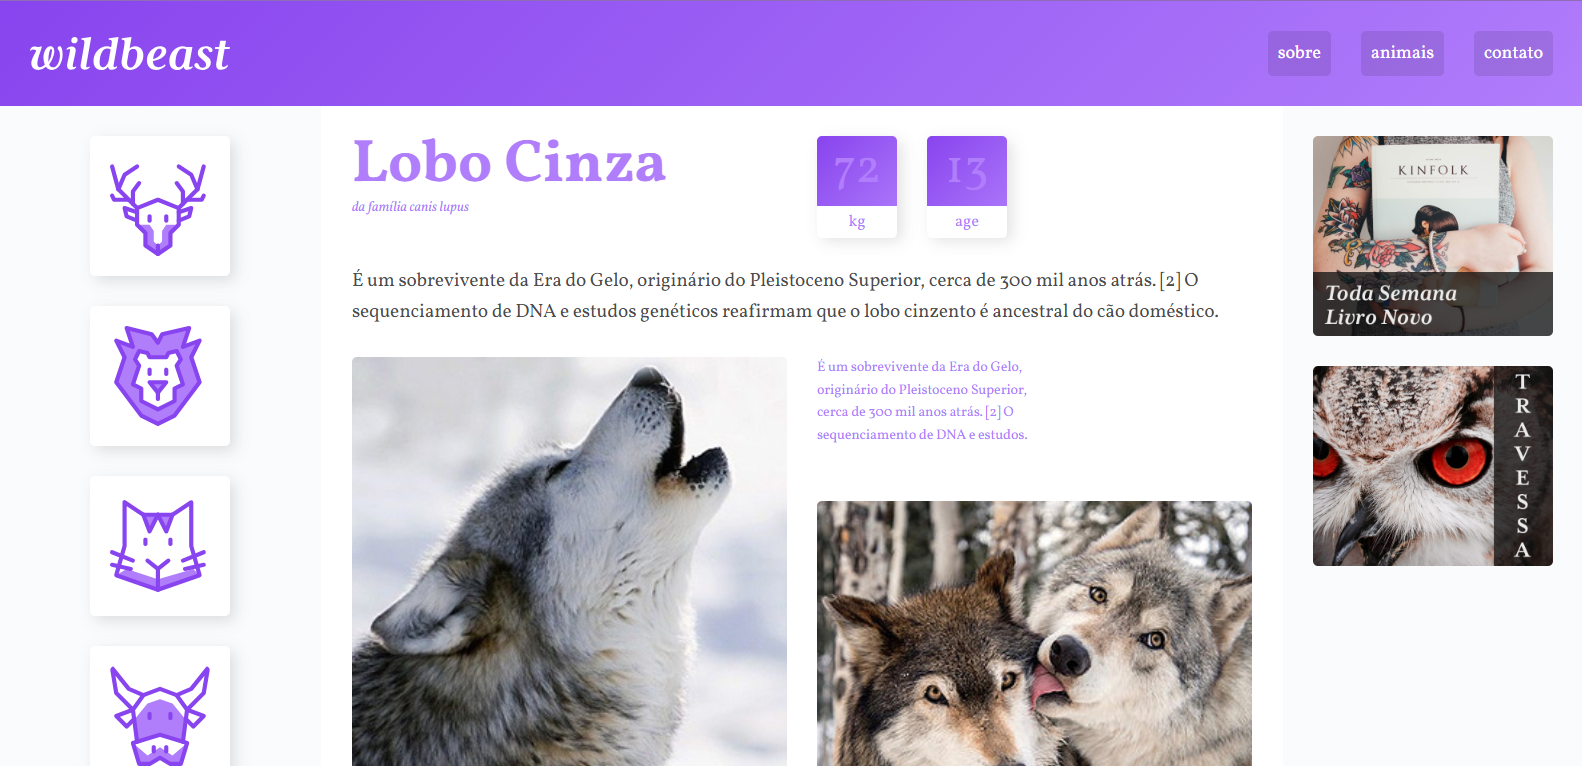 wildbeast
sobre
animais
contato
Lobo Cinza
da família canis lupus
72
kg
13
age
É um sobrevivente da Era do Gelo, originário do Pleistoceno Superior, cerca de 300 mil anos atrás. [2] O
sequenciamento de DNA e estudos genéticos reafirmam que o lobo cinzento é ancestral do cão doméstico.
É um sobrevivente da Era do Gelo,
originário do Pleistoceno Superior,
cerca de 300 mil anos atrás. [2] O
sequenciamento de DNA e estudos.
KINFOLK
Toda Semana
Livro Novo
TRAVESSA